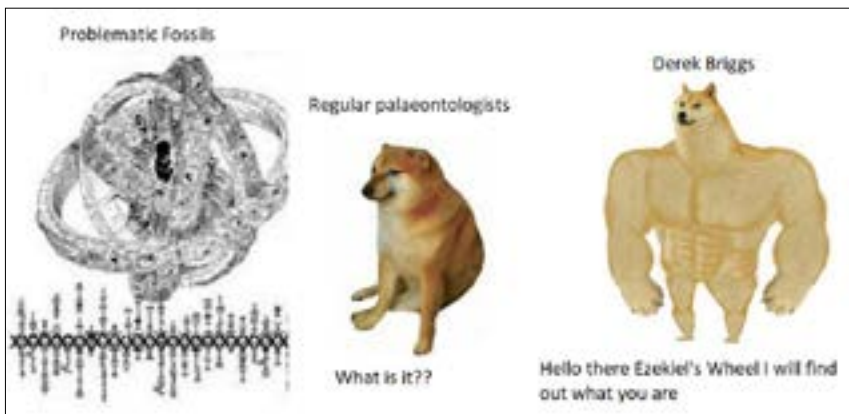 Problematic Fossils
Regular palaeontologists
What is it??
Derek Briggs
Hello there Ezekiel's Wheel I will find
out what you are